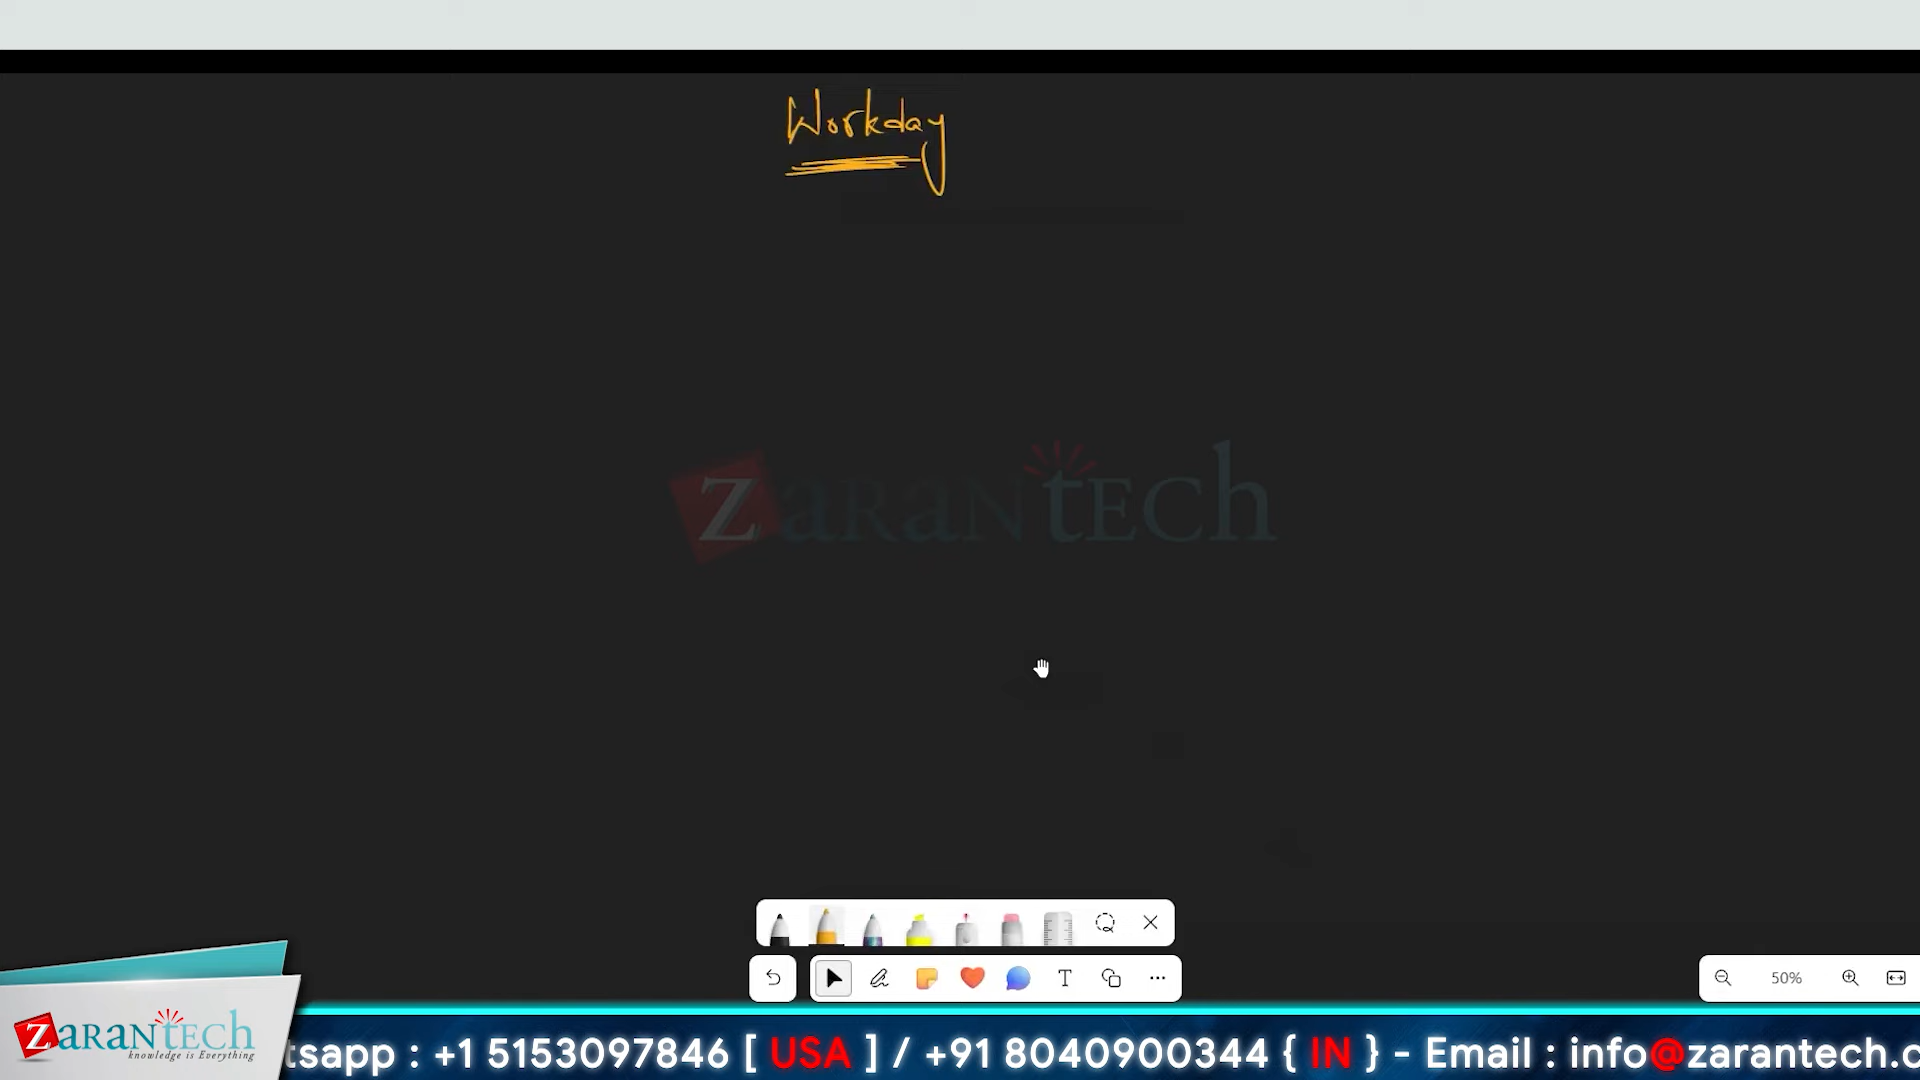 Workday
ZaranTech
50%
ZaranTech
knowledge is Everything
tsapp : +1 5153097846 [ USA ] / +91 8040900344 { IN } - Email : info@zarantech.c